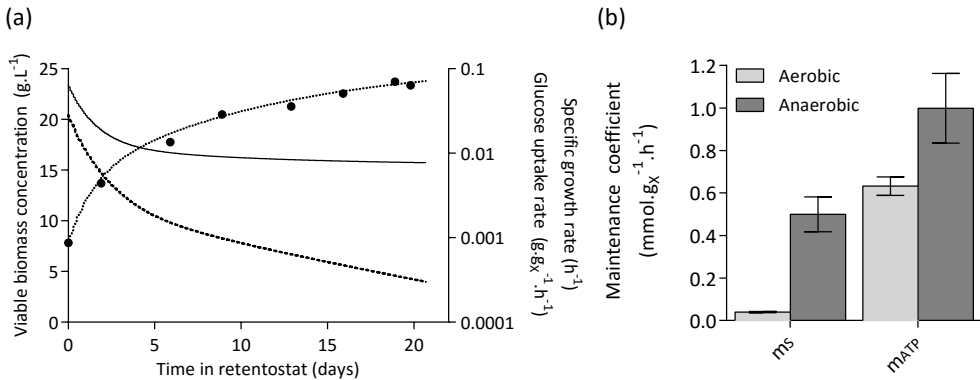 (a)
Viable biomass concentration (g.L⁻¹)
25
20
15
10
5
0
0
5
10
15
20
Time in retentostat (days)
0.1
0.01
0.001
0.0001
Specific growth rate (h⁻¹)
Glucose uptake rate (g.gₓ⁻¹.h⁻¹)
(b)
Maintenance coefficient
(mmol.gₓ⁻¹.h⁻¹)
1.2
1.0
0.8
0.6
0.4
0.2
0.0
Aerobic
Anaerobic
mS
mATP